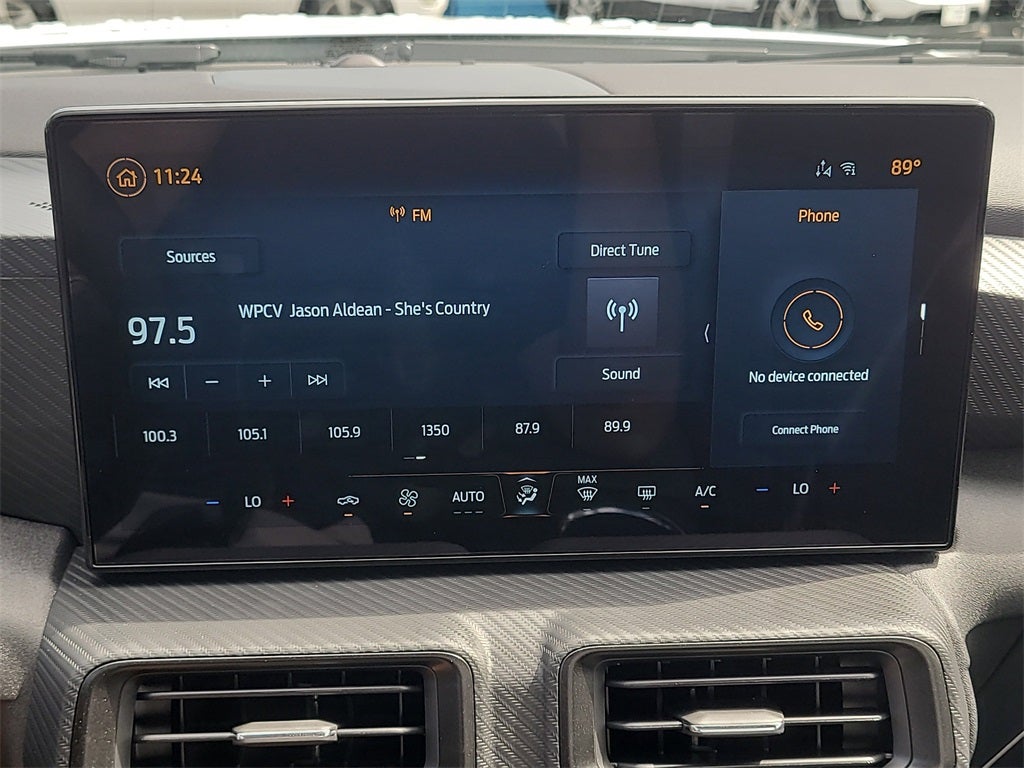 11:24
89°
FM
Phone
Sources
Direct Tune
97.5
WPCV Jason Aldean - She's Country
Sound
No device connected
Connect Phone
100.3 105.1 105.9 1350 87.9 89.9
− LO + AUTO MAX A/C − LO +